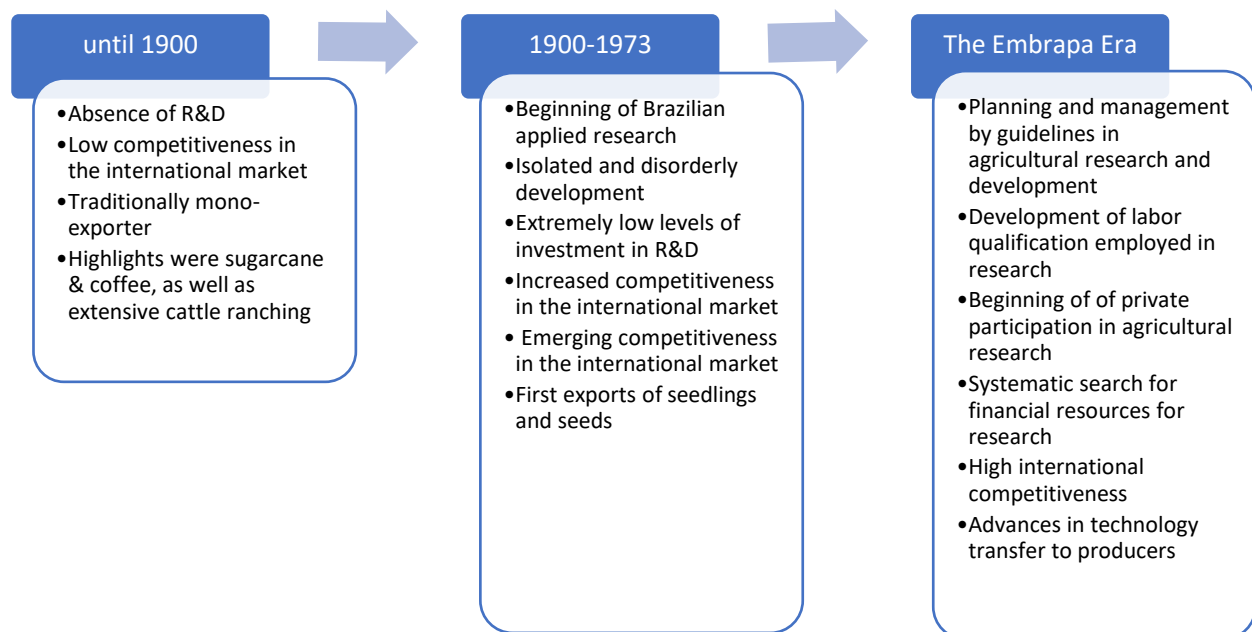 until 1900
•Absence of R&D
•Low competitiveness in
the international market
•Traditionally mono-
exporter
•Highlights were sugarcane
& coffee, as well as
extensive cattle ranching
1900-1973
•Beginning of Brazilian
applied research
•Isolated and disorderly
development
•Extremely low levels of
investment in R&D
•Increased competitiveness
in the international market
• Emerging competitiveness
in the international market
•First exports of seedlings
and seeds
The Embrapa Era
•Planning and management
by guidelines in
agricultural research and
development
•Development of labor
qualification employed in
research
•Beginning of of private
participation in agricultural
research
•Systematic search for
financial resources for
research
•High international
competitiveness
•Advances in technology
transfer to producers